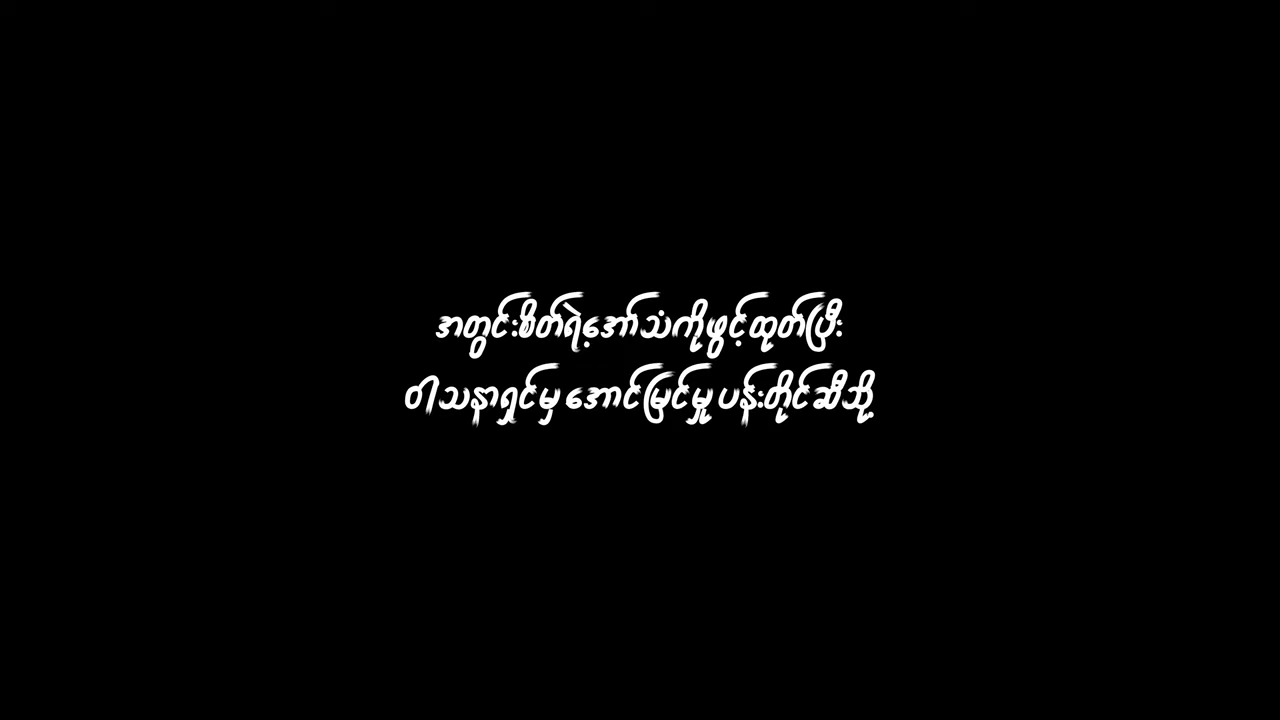 အတွင်းစိတ်ရဲ့အော်သံကိုဖွင့်ထုတ်ပြီး
ဝါသနာရှင်မှ အောင်မြင်မှု ပန်းတိုင်ဆီသို့